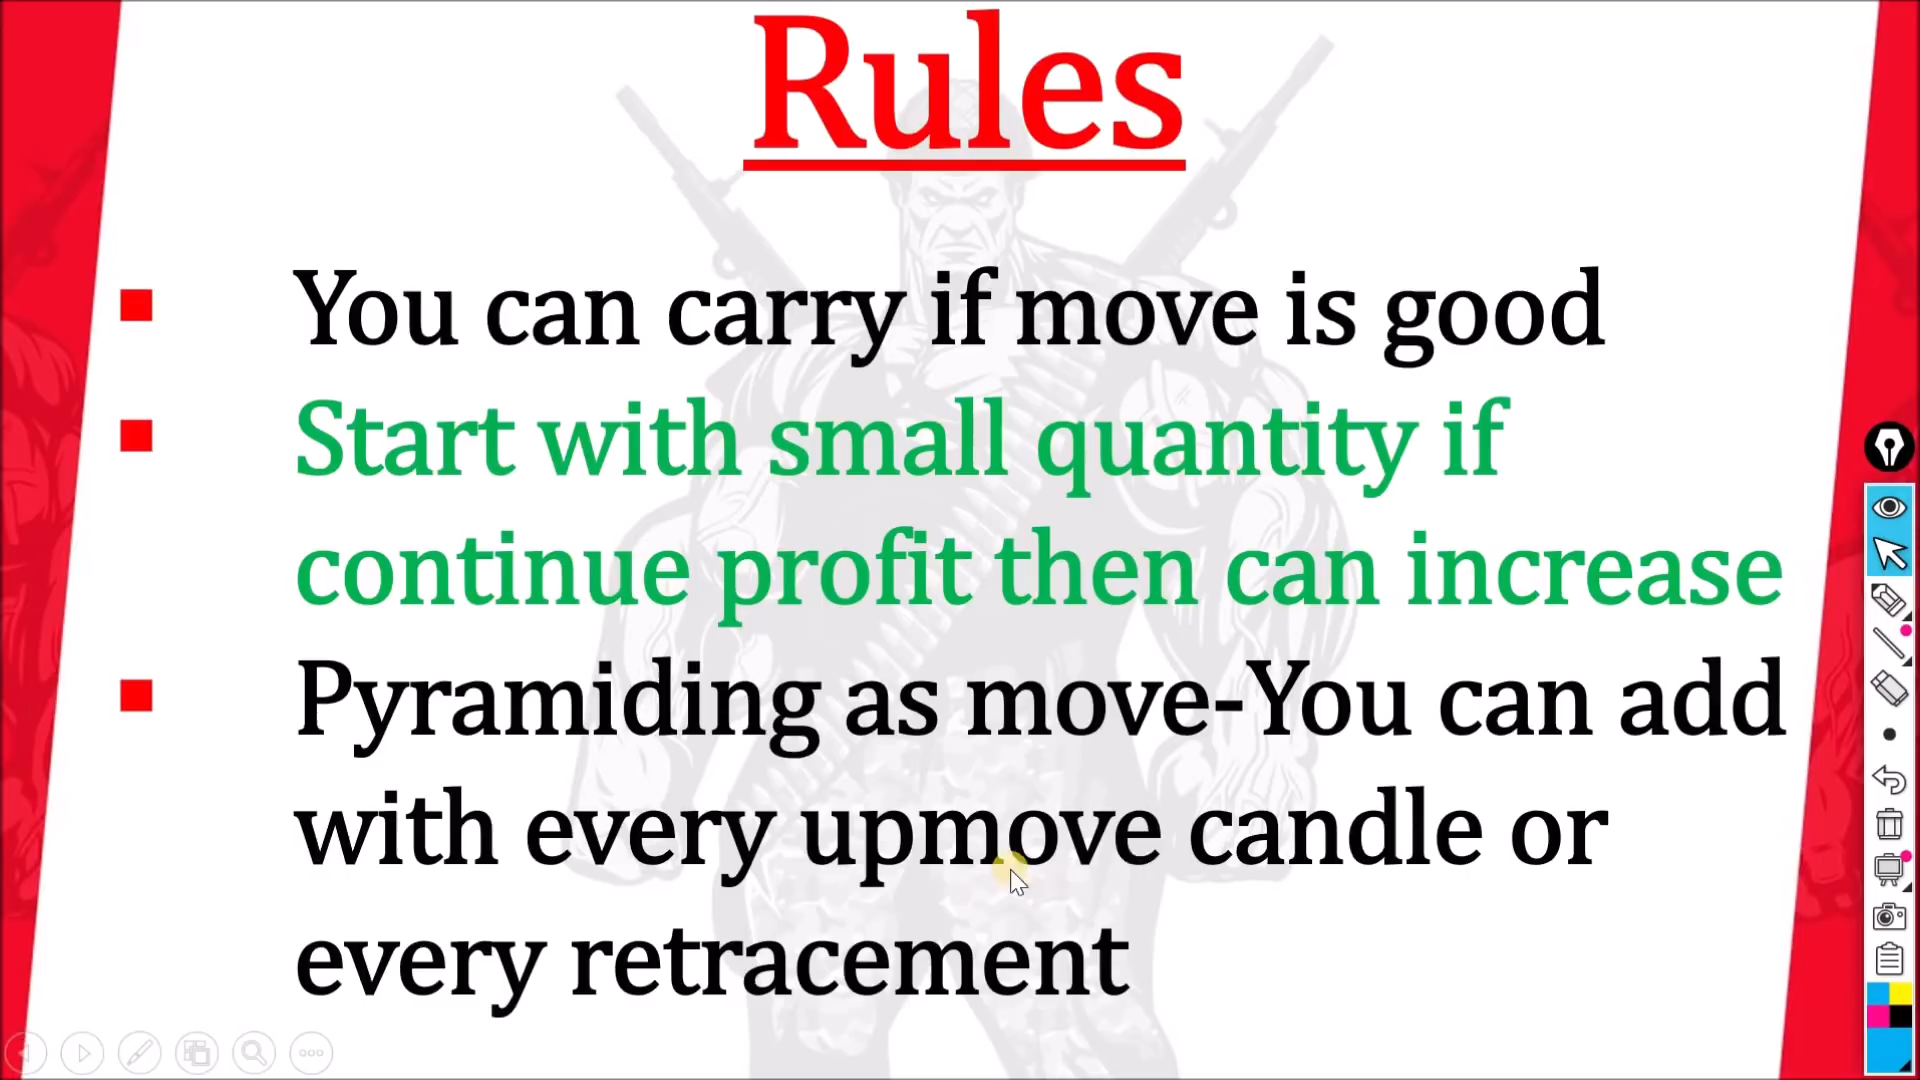 Rules
You can carry if move is good
Start with small quantity if
continue profit then can increase
Pyramiding as move-You can add
with every upmove candle or
every retracement